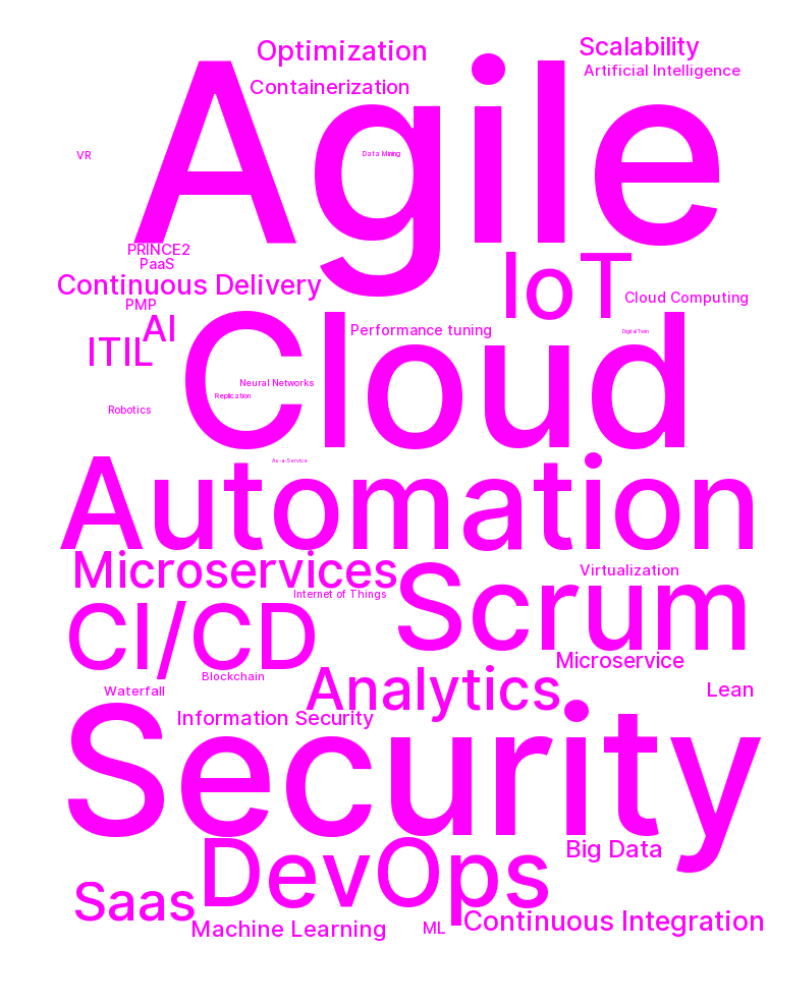 Optimization
Scalability
Artificial Intelligence
Containerization
Agile
Data Mining
VR
PRINCE2
PaaS
Continuous Delivery
IoT
Cloud Computing
PMP
AI
Performance tuning
Digital Twin
ITIL
Cloud
Neural Networks
Replication
Robotics
As-a-Service
Automation
Microservices
Virtualization
Internet of Things
Scrum
CI/CD
Microservice
Blockchain
Waterfall
Analytics
Lean
Information Security
Security
DevOps
Big Data
Saas
Machine Learning
ML
Continuous Integration